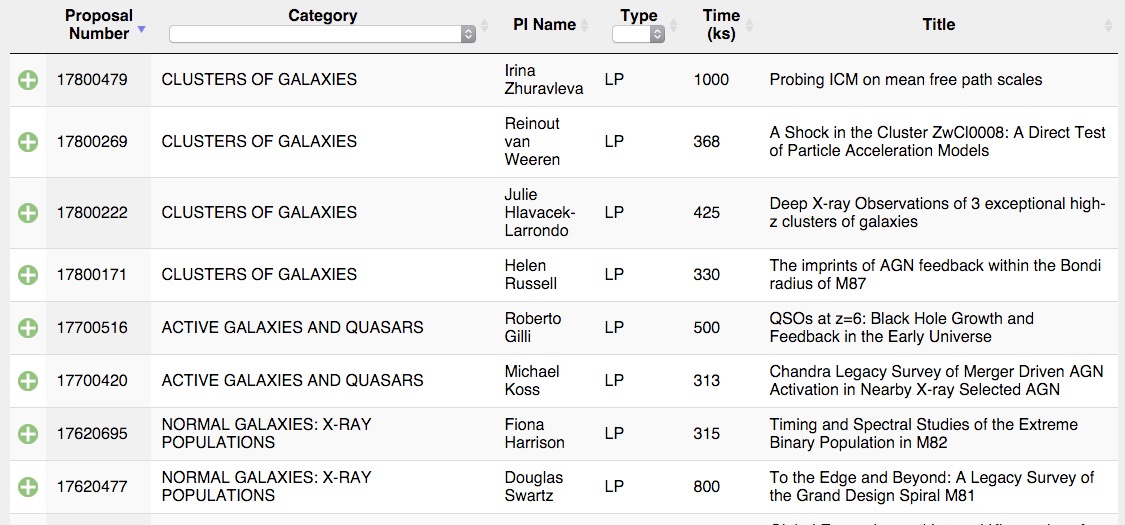 Proposal Number Category PI Name Type Time (ks) Title
17800479 CLUSTERS OF GALAXIES Irina Zhuravleva LP 1000 Probing ICM on mean free path scales
17800269 CLUSTERS OF GALAXIES Reinout van Weeren LP 368 A Shock in the Cluster ZwCl0008: A Direct Test of Particle Acceleration Models
17800222 CLUSTERS OF GALAXIES Julie Hlavacek-Larrondo LP 425 Deep X-ray Observations of 3 exceptional high-z clusters of galaxies
17800171 CLUSTERS OF GALAXIES Helen Russell LP 330 The imprints of AGN feedback within the Bondi radius of M87
17700516 ACTIVE GALAXIES AND QUASARS Roberto Gilli LP 500 QSOs at z=6: Black Hole Growth and Feedback in the Early Universe
17700420 ACTIVE GALAXIES AND QUASARS Michael Koss LP 313 Chandra Legacy Survey of Merger Driven AGN Activation in Nearby X-ray Selected AGN
17620695 NORMAL GALAXIES: X-RAY POPULATIONS Fiona Harrison LP 315 Timing and Spectral Studies of the Extreme Binary Population in M82
17620477 NORMAL GALAXIES: X-RAY POPULATIONS Douglas Swartz LP 800 To the Edge and Beyond: A Legacy Survey of the Grand Design Spiral M81